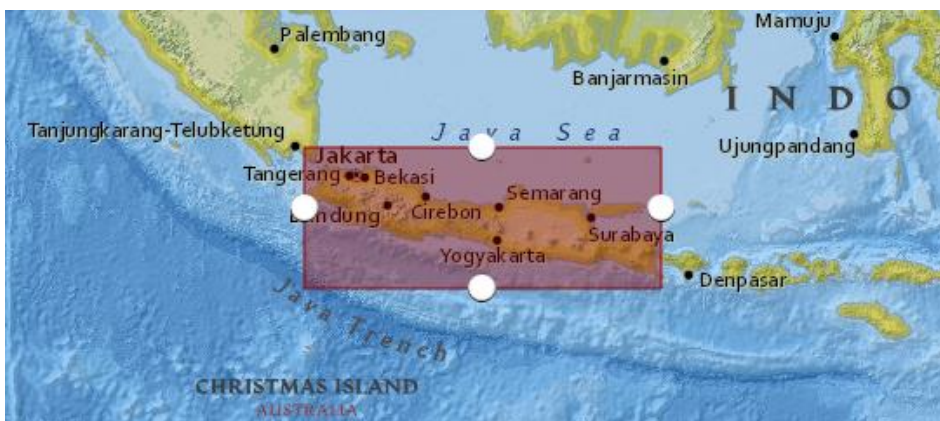 Mamuju
Palembang
Banjarmasin
I N D O
Tanjungkarang-Telubketung
Java Sea
Ujungpandang
Jakarta
Tangerang
Bekasi
Semarang
Bandung
Cirebon
Surabaya
Yogyakarta
Denpasar
Java Trench
CHRISTMAS ISLAND
AUSTRALIA